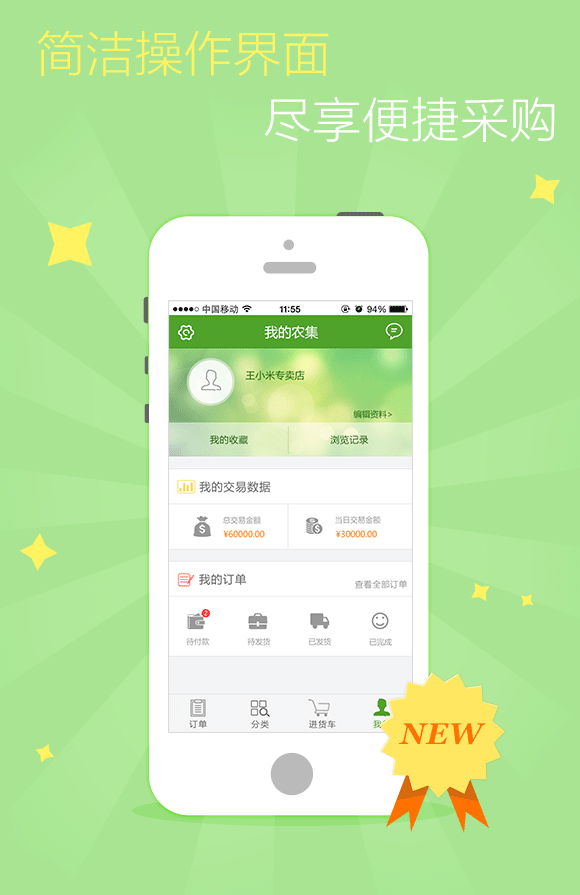 简洁操作界面
尽享便捷采购
中国移动 11:55 94%
我的农集
王小米专卖店
编辑资料>
我的收藏 浏览记录
我的交易数据
总交易金额 当日交易金额
¥60000.00 ¥30000.00
我的订单 查看全部订单
2
待付款 待发货 已发货 已完成
订单 分类 进货车 我
NEW